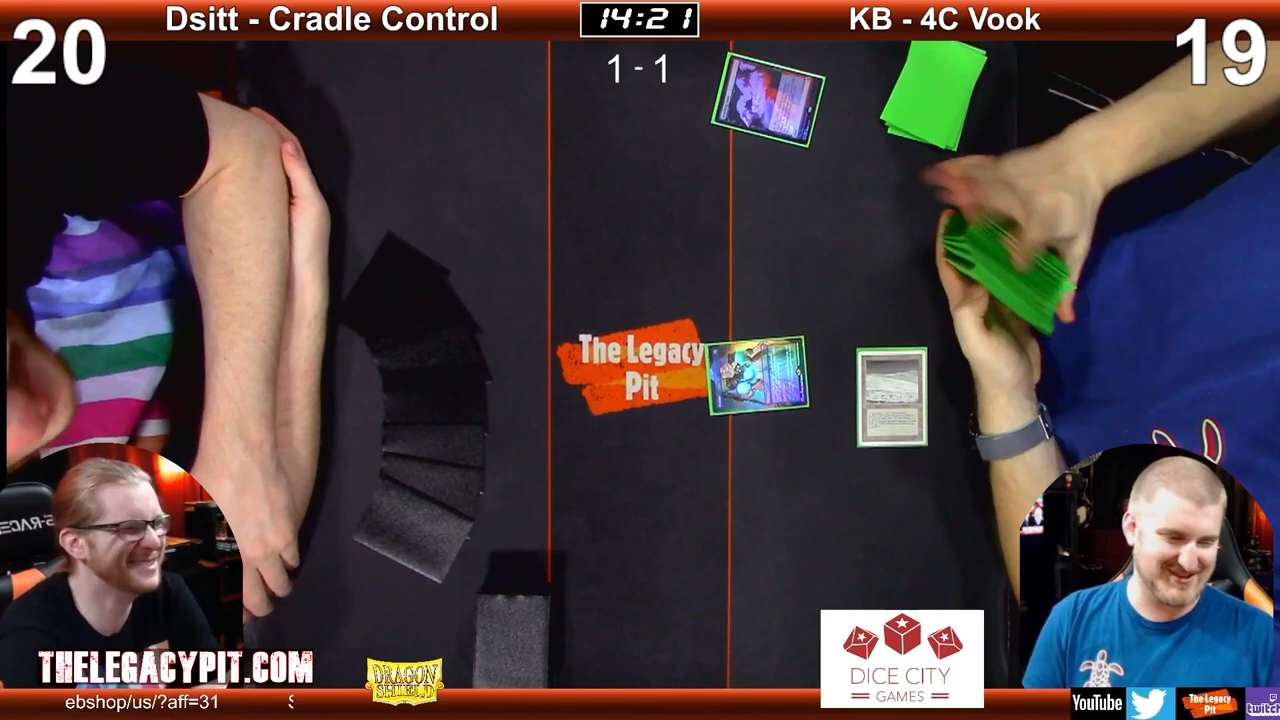 20
Dsitt - Cradle Control
14:21
KB - 4C Vook
19
1 - 1
The Legacy
Pit
THELEGACYPIT.COM
DRAGON
SHIELD
DICE CITY
GAMES
ebshop/us/?aff=31
YouTube
The Legacy
Pit
twitch